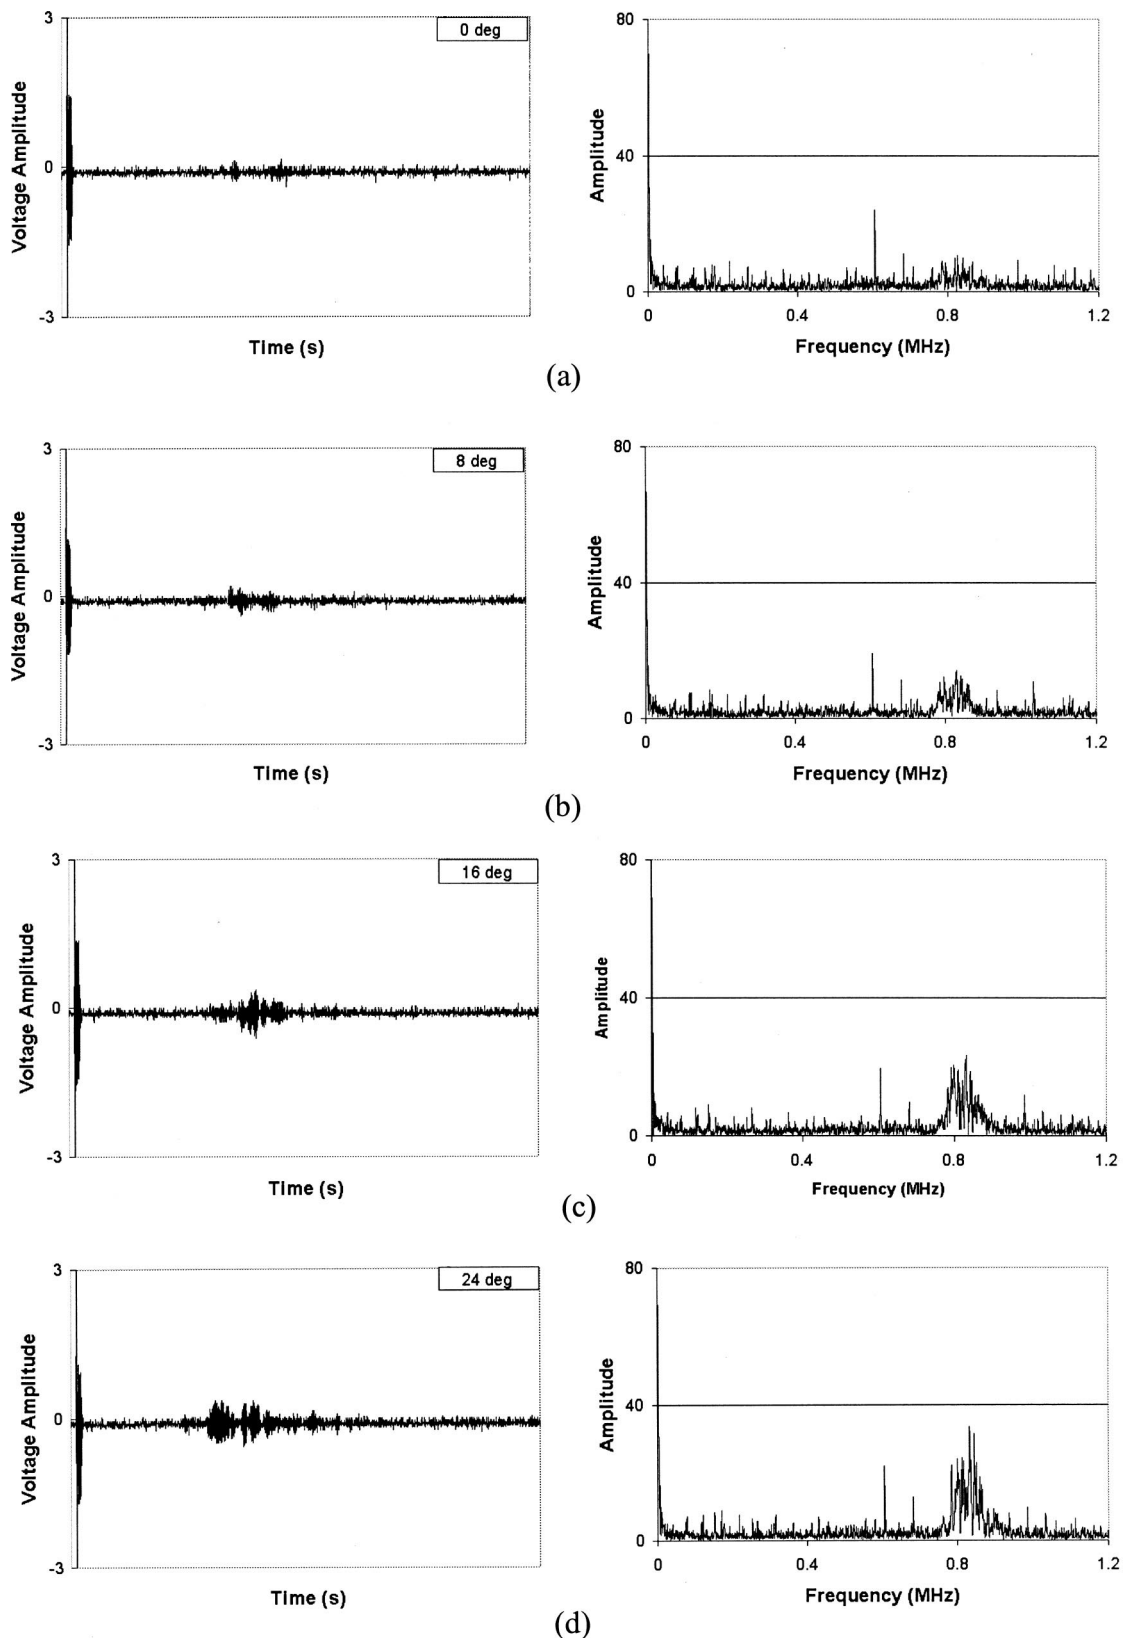 3
0 deg
Voltage Amplitude
0
-3
Time (s)
80
Amplitude
40
0
0 0.4 0.8 1.2
Frequency (MHz)
(a)
3
8 deg
Voltage Amplitude
0
-3
Time (s)
80
Amplitude
40
0
0 0.4 0.8 1.2
Frequency (MHz)
(b)
3
16 deg
Voltage Amplitude
0
-3
Time (s)
80
Amplitude
40
0
0 0.4 0.8 1.2
Frequency (MHz)
(c)
3
24 deg
Voltage Amplitude
0
-3
Time (s)
80
Amplitude
40
0
0 0.4 0.8 1.2
Frequency (MHz)
(d)